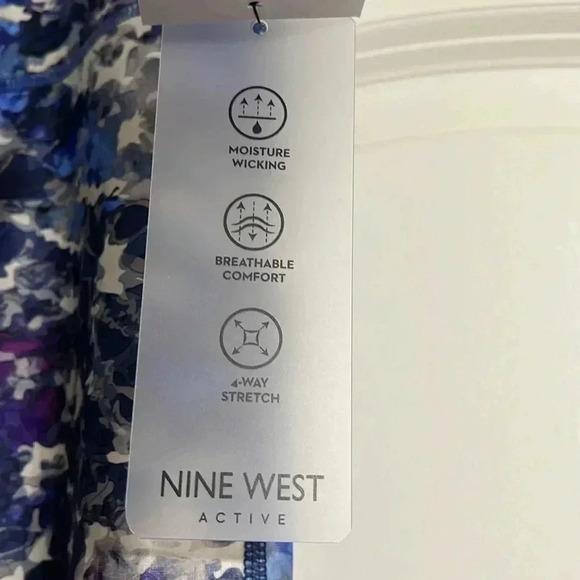 MOISTURE
WICKING
BREATHABLE
COMFORT
4-WAY
STRETCH
NINE WEST
ACTIVE